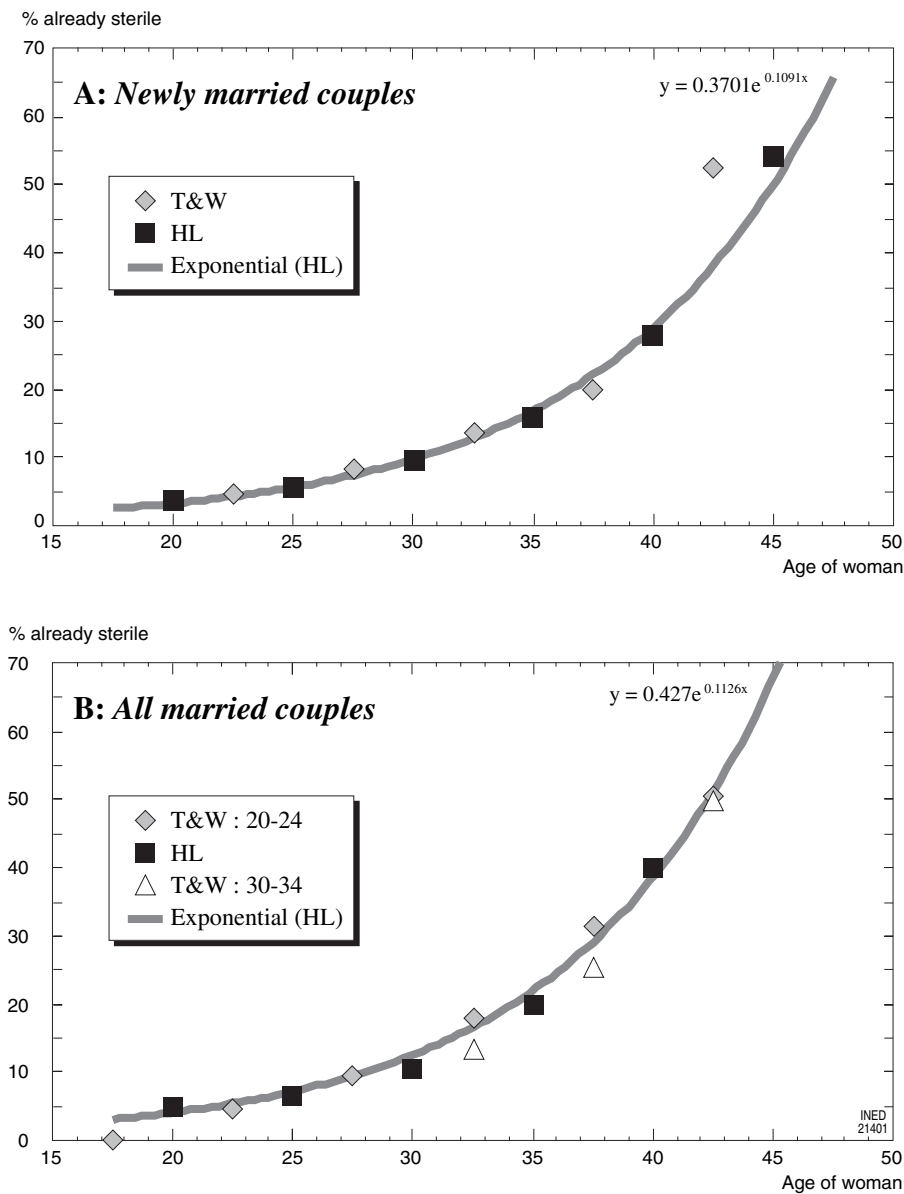 % already sterile
70
A: Newly married couples
y = 0.3701e 0.1091x
60
50
T&W
HL
40
Exponential (HL)
30
20
10
0
15 20 25 30 35 40 45 50
Age of woman
% already sterile
70
B: All married couples
y = 0.427e 0.1126x
60
50
T&W : 20-24
HL
40
T&W : 30-34
Exponential (HL)
30
20
10
INED
21401
0
15 20 25 30 35 40 45 50
Age of woman